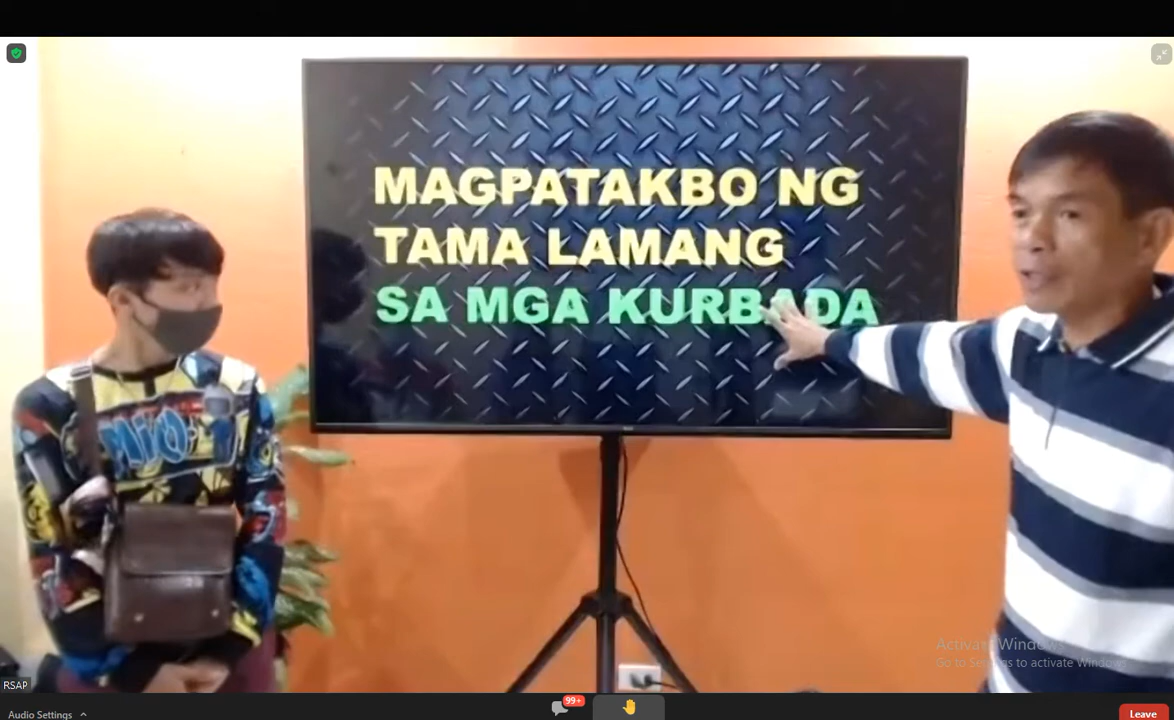 MAGPATAKBO NG
TAMA LAMANG
SA MGA KURBADA
Activate Windows
Go to Settings to activate Windows.
RSAP
99+
Audio Settings
Leave